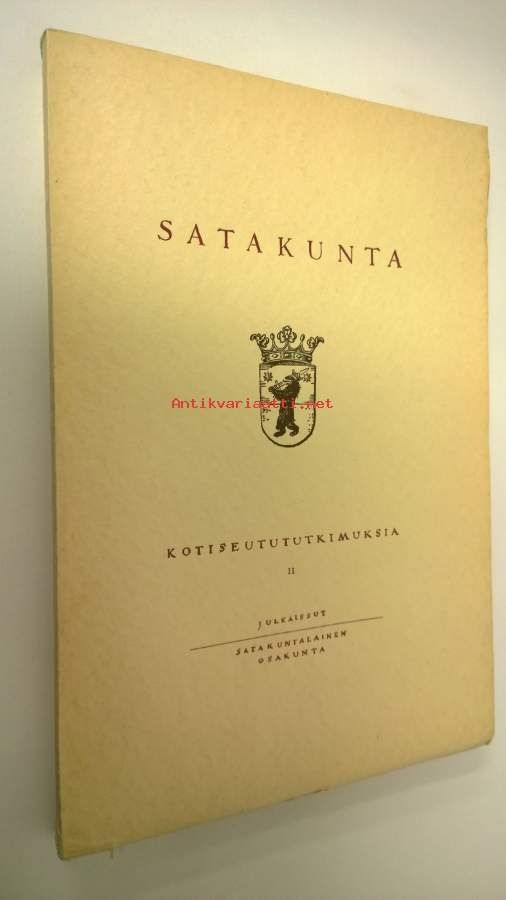 SATAKUNTA
Antikvariaatti.net
KOTISEUTUTUTKIMUKSIA
II
JULKAISSUT
SATAKUNTALAINEN
OSAKUNTA